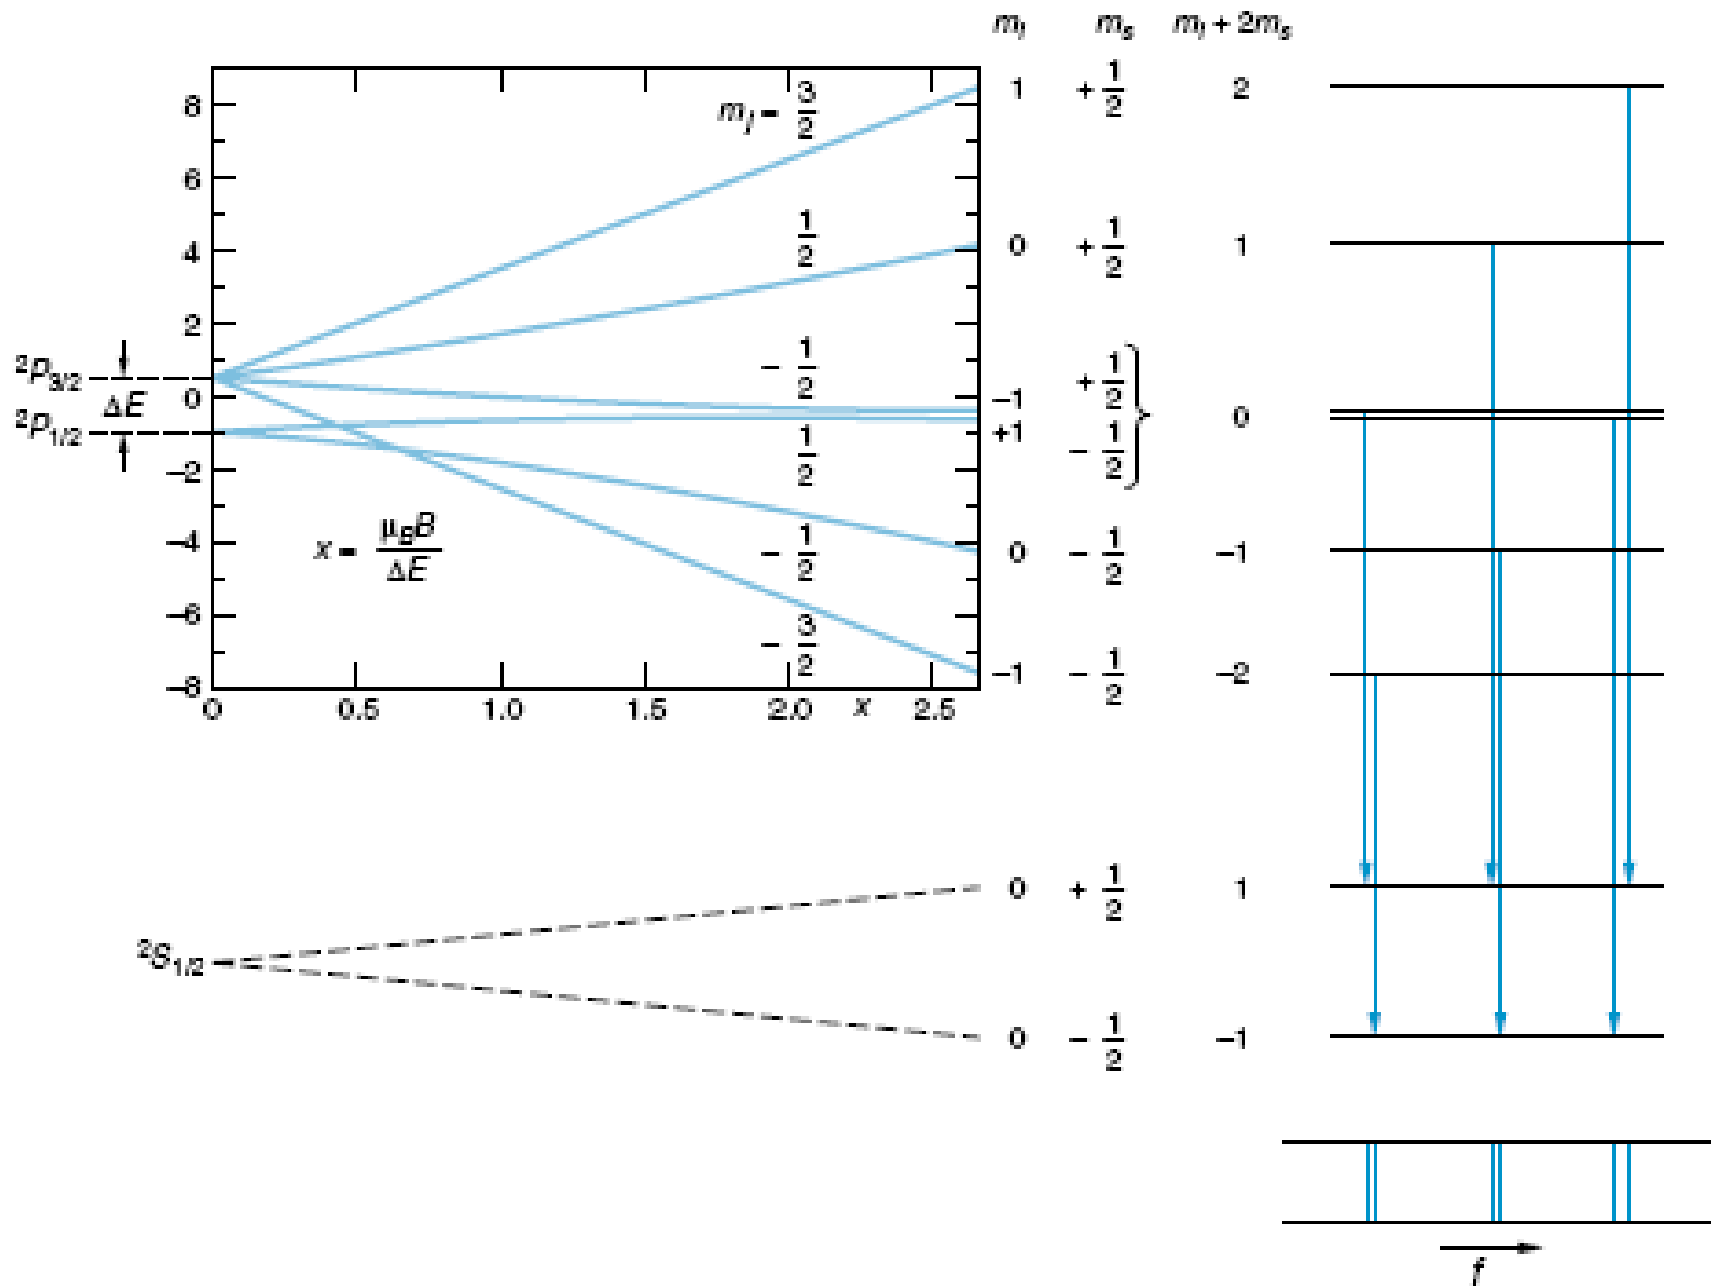 m_l m_s m_l + 2m_s
8
6
4
2
0
−2
−4
−6
−8
²P₃/₂
ΔE
²P₁/₂
m_j = 3/2
1/2
− 1/2
1/2
− 1/2
− 3/2
x = μ_B B / ΔE
0 0.5 1.0 1.5 2.0 x 2.5
1 + 1/2 2
0 + 1/2 1
−1 + 1/2
0
+1 − 1/2
0 − 1/2 −1
−1 − 1/2 −2
²S₁/₂
0 + 1/2 1
0 − 1/2 −1
f